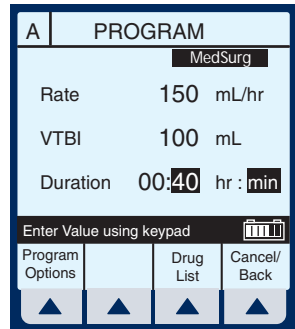 A PROGRAM
MedSurg
Rate 150 mL/hr
VTBI 100 mL
Duration 00:40 hr : min
Enter Value using keypad
Program Options
Drug List
Cancel/ Back